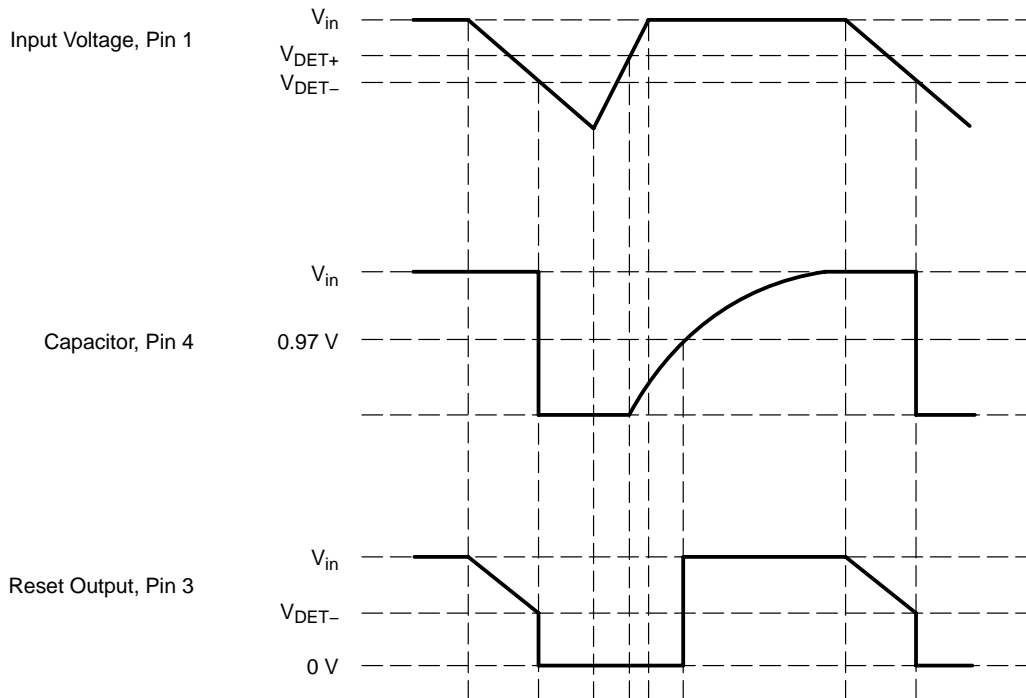 V_in
Input Voltage, Pin 1
V_DET+
V_DET–
V_in
Capacitor, Pin 4
0.97 V
V_in
Reset Output, Pin 3
V_DET–
0 V